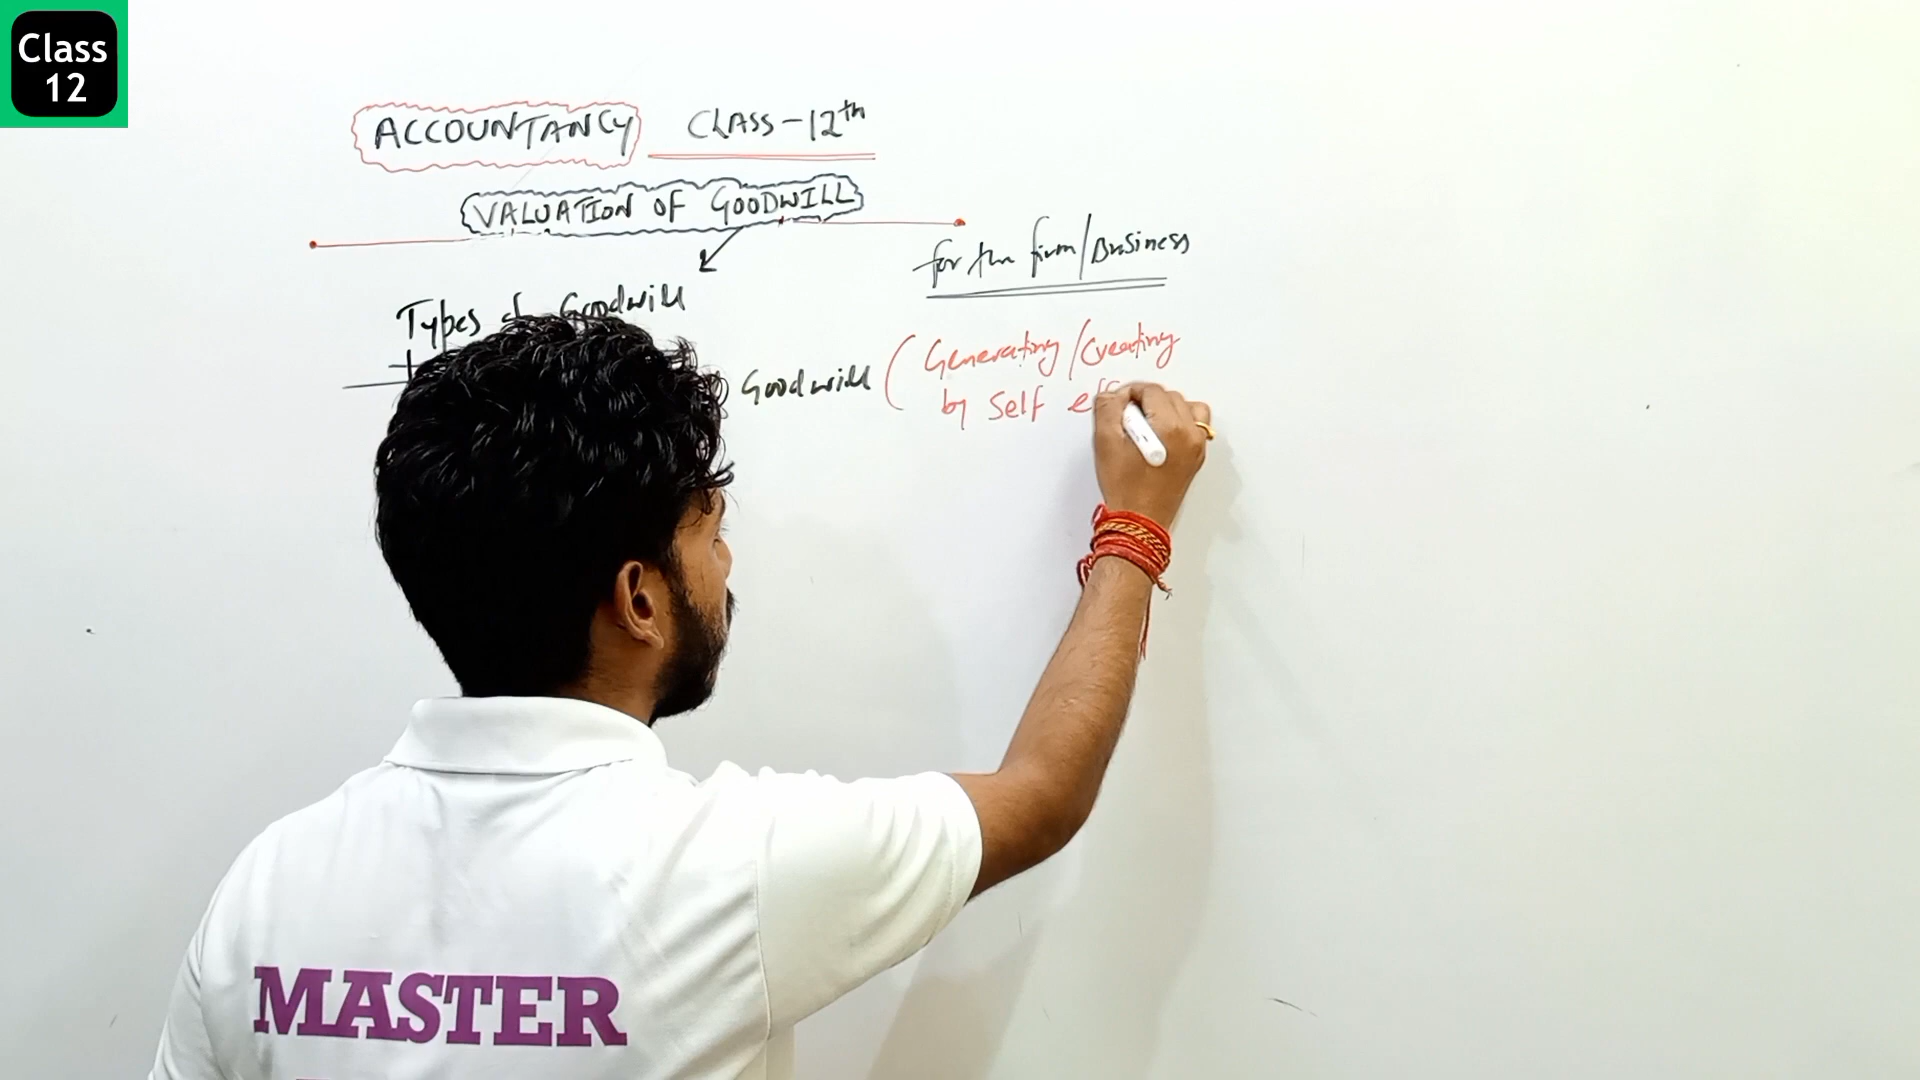 Class
12
ACCOUNTANCY CLASS-12th
VALUATION OF GOODWILL
for the firm/Business
Types of Goodwill
Goodwill (Generating/Creating
by Self
MASTER